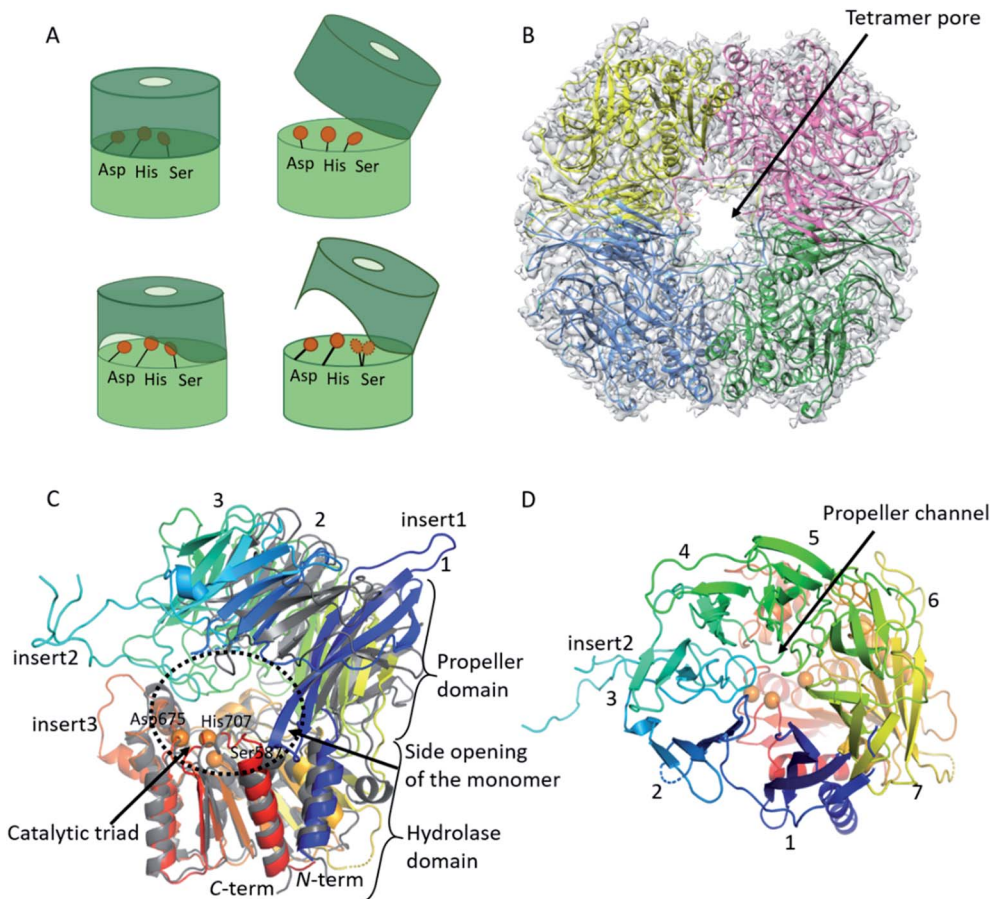 A
Asp His Ser
Asp His Ser
Asp His Ser
Asp His Ser
B
Tetramer pore
C
3
2
insert1
1
insert2
insert3
Asp675
His707
Ser587
Propeller
domain
Side opening
of the monomer
Catalytic triad
Hydrolase
domain
C-term
N-term
D
Propeller channel
5
4
6
insert2
3
2
7
1